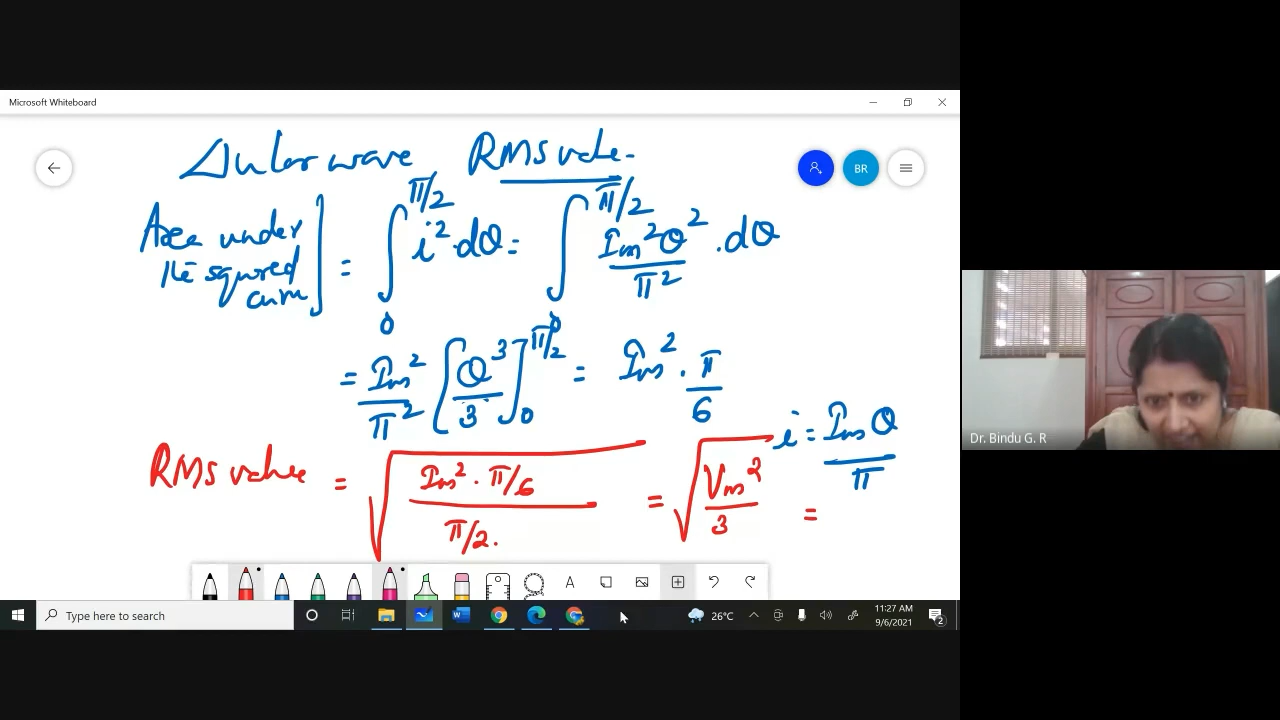 Microsoft Whiteboard
Δular wave RMS value.
BR
Area under the squared curve ] = ∫₀^{π/2} i²·dθ = ∫₀^{π/2} Im²θ²/π² .dθ
= Im²/π² [θ³/3]₀^{π/2} = Im² . π/6
i = Im θ/π
RMS value = √(Im² . π/6 / π/2.) = √(Vm²/3) =
Dr. Bindu G. R
A
Type here to search
W
26°C
11:27 AM
9/6/2021
2